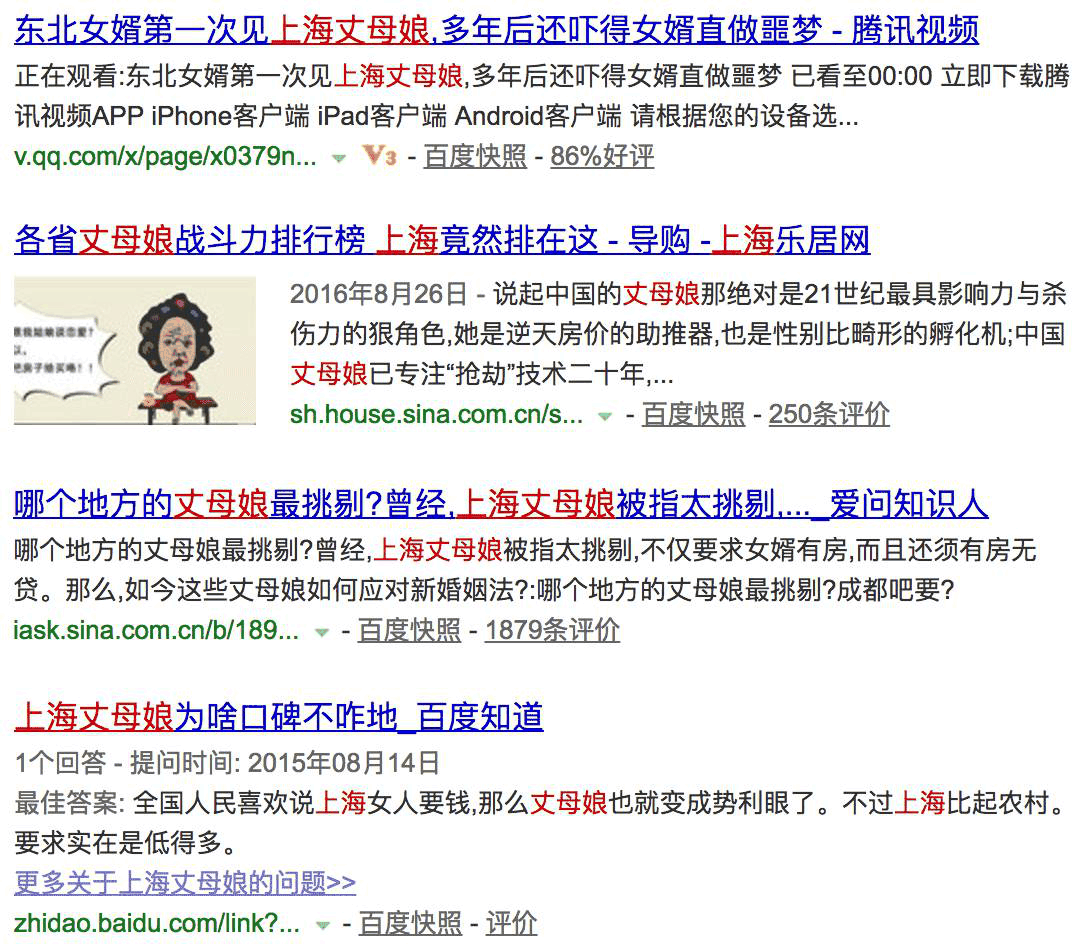 东北女婿第一次见上海丈母娘,多年后还吓得女婿直做噩梦 - 腾讯视频
正在观看:东北女婿第一次见上海丈母娘,多年后还吓得女婿直做噩梦 已看至00:00 立即下载腾
讯视频APP iPhone客户端 iPad客户端 Android客户端 请根据您的设备选...
v.qq.com/x/page/x0379n... V3 - 百度快照 - 86%好评
各省丈母娘战斗力排行榜 上海竟然排在这 - 导购 -上海乐居网
2016年8月26日 - 说起中国的丈母娘那绝对是21世纪最具影响力与杀
伤力的狠角色,她是逆天房价的助推器,也是性别比畸形的孵化机;中国
丈母娘已专注“抢劫”技术二十年,...
sh.house.sina.com.cn/s... - 百度快照 - 250条评价
哪个地方的丈母娘最挑剔?曾经,上海丈母娘被指太挑剔,..._爱问知识人
哪个地方的丈母娘最挑剔?曾经,上海丈母娘被指太挑剔,不仅要求女婿有房,而且还须有房无
贷。那么,如今这些丈母娘如何应对新婚姻法?:哪个地方的丈母娘最挑剔?成都吧要?
iask.sina.com.cn/b/189... - 百度快照 - 1879条评价
上海丈母娘为啥口碑不咋地_百度知道
1个回答 - 提问时间: 2015年08月14日
最佳答案: 全国人民喜欢说上海女人要钱,那么丈母娘也就变成势利眼了。不过上海比起农村。
要求实在是低得多。
更多关于上海丈母娘的问题>>
zhidao.baidu.com/link?... - 百度快照 - 评价